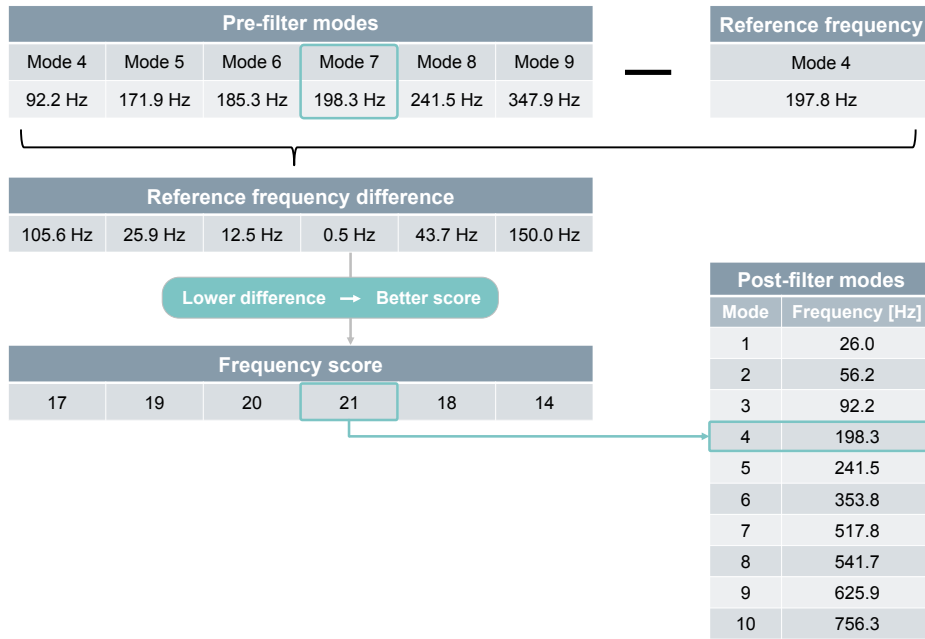 Pre-filter modes
Mode 4 Mode 5 Mode 6 Mode 7 Mode 8 Mode 9
92.2 Hz 171.9 Hz 185.3 Hz 198.3 Hz 241.5 Hz 347.9 Hz
Reference frequency
Mode 4
197.8 Hz
Reference frequency difference
105.6 Hz 25.9 Hz 12.5 Hz 0.5 Hz 43.7 Hz 150.0 Hz
Lower difference → Better score
Frequency score
17 19 20 21 18 14
Post-filter modes
Mode Frequency [Hz]
1 26.0
2 56.2
3 92.2
4 198.3
5 241.5
6 353.8
7 517.8
8 541.7
9 625.9
10 756.3